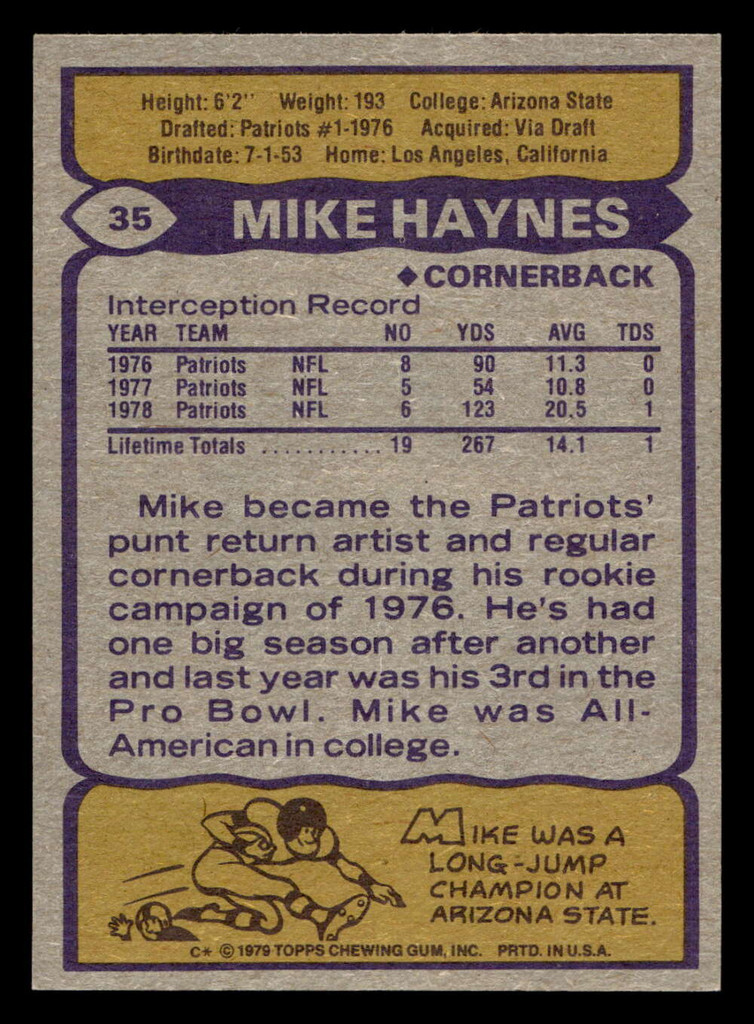 Height: 6'2" Weight: 193 College: Arizona State
Drafted: Patriots #1-1976 Acquired: Via Draft
Birthdate: 7-1-53 Home: Los Angeles, California
35 MIKE HAYNES
◆ CORNERBACK
Interception Record
YEAR TEAM NO YDS AVG TDS
1976 Patriots NFL 8 90 11.3 0
1977 Patriots NFL 5 54 10.8 0
1978 Patriots NFL 6 123 20.5 1
Lifetime Totals ............ 19 267 14.1 1
Mike became the Patriots'
punt return artist and regular
cornerback during his rookie
campaign of 1976. He's had
one big season after another
and last year was his 3rd in the
Pro Bowl. Mike was All-
American in college.
MIKE WAS A
LONG-JUMP
CHAMPION AT
ARIZONA STATE.
C* © 1979 TOPPS CHEWING GUM, INC. PRTD. IN U.S.A.